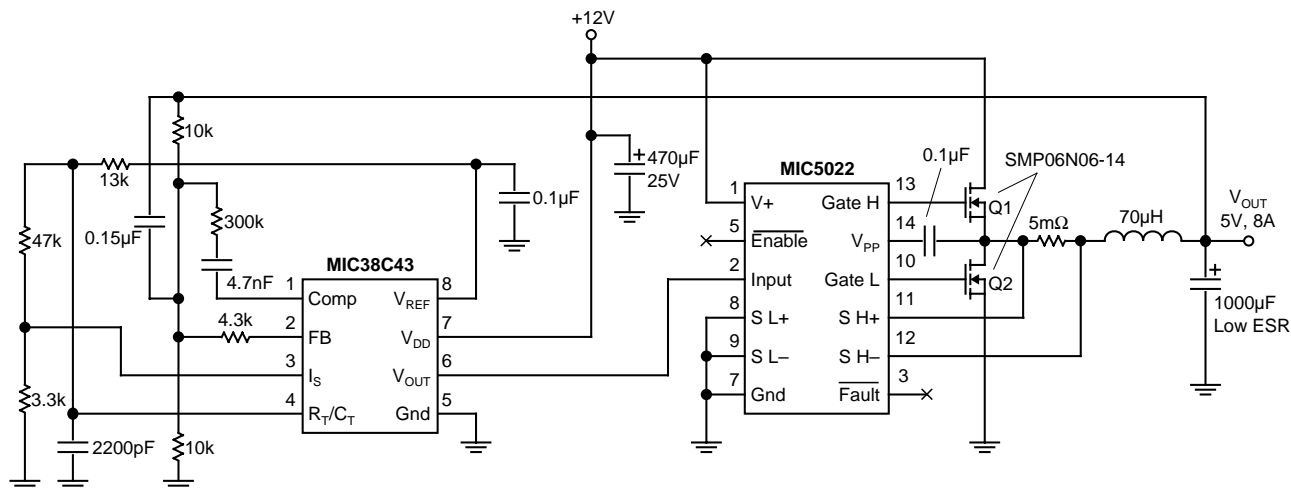 +12V
10k
13k
47k
0.15µF
300k
4.7nF
0.1µF
470µF
25V
MIC38C43
1 Comp
2 FB
3 I_S
4 R_T/C_T
V_REF 8
V_DD 7
V_OUT 6
Gnd 5
4.3k
3.3k
2200pF
10k
MIC5022
1 V+
5 Enable
2 Input
8 S L+
9 S L–
7 Gnd
Gate H 13
V_PP 14
Gate L 10
S H+ 11
S H– 12
Fault 3
0.1µF
SMP06N06-14
Q1
Q2
5mΩ
70µH
V_OUT
5V, 8A
1000µF
Low ESR
+
+